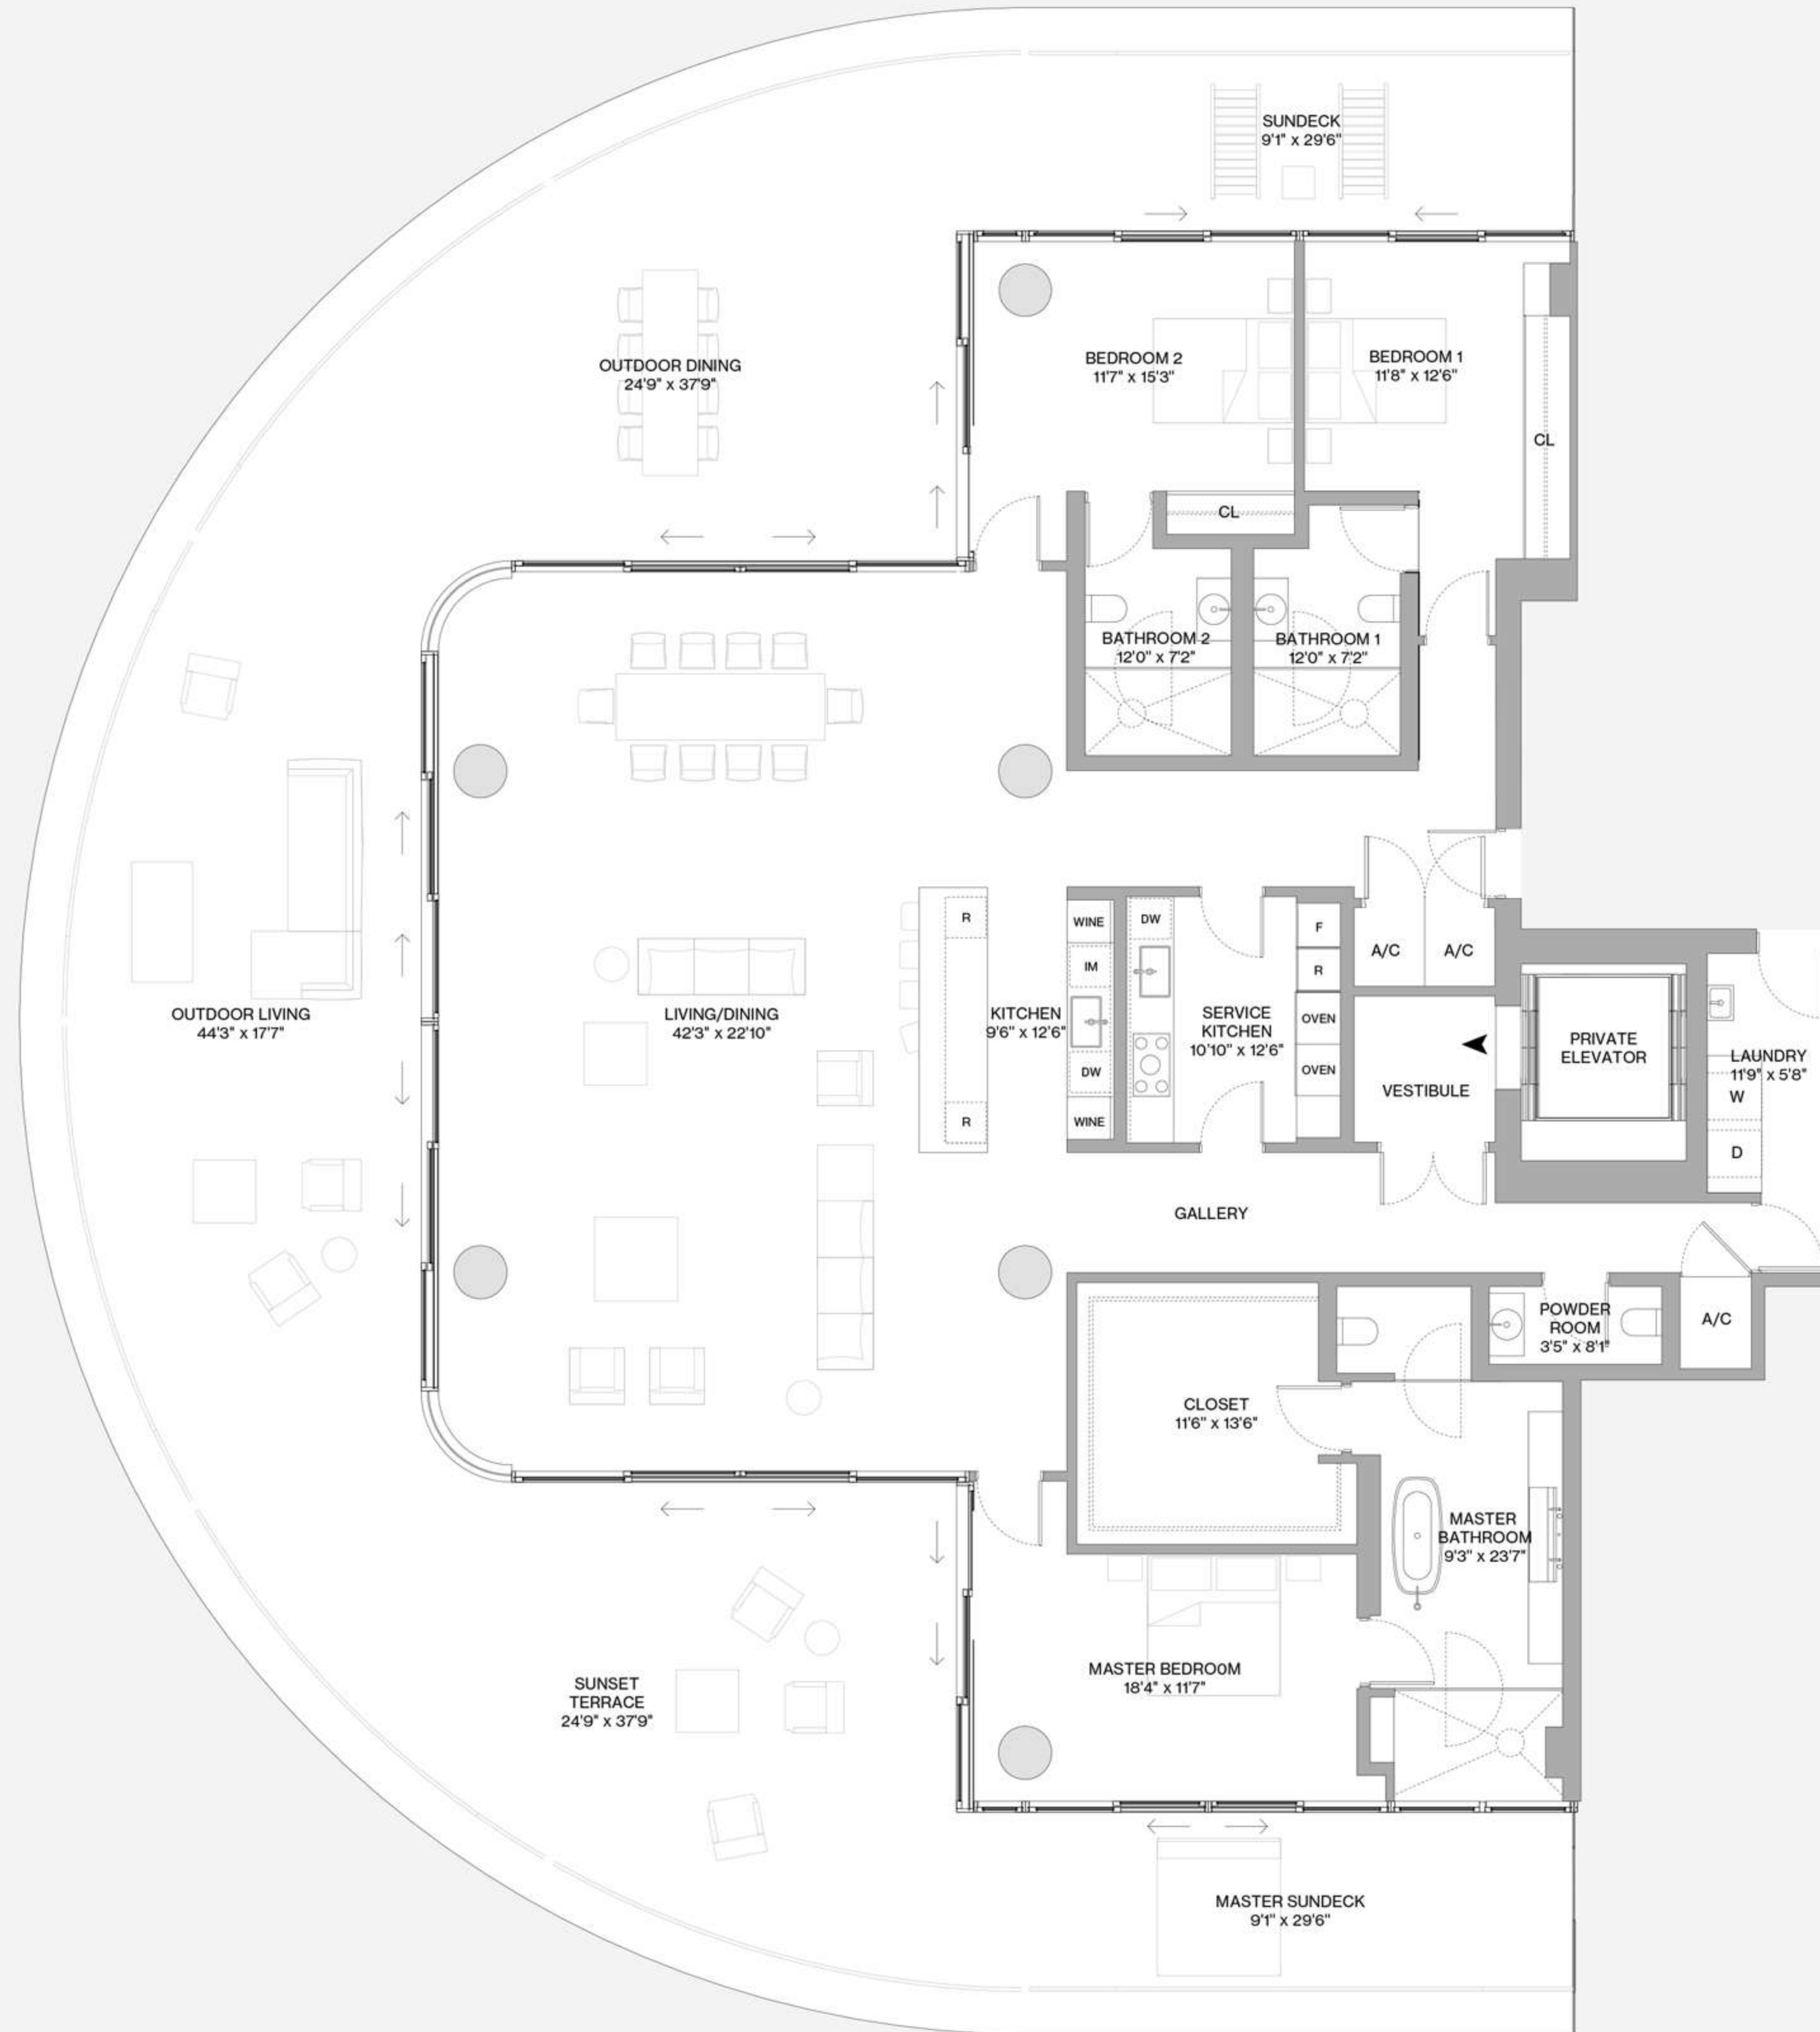 SUNDECK
9'1" x 29'6"
OUTDOOR DINING
24'9" x 37'9"
BEDROOM 2
11'7" x 15'3"
BEDROOM 1
11'8" x 12'6"
CL
CL
BATHROOM 2
12'0" x 7'2"
BATHROOM 1
12'0" x 7'2"
OUTDOOR LIVING
44'3" x 17'7"
LIVING/DINING
42'3" x 22'10"
R
R
KITCHEN
9'6" x 12'6"
WINE
IM
DW
WINE
DW
SERVICE
KITCHEN
10'10" x 12'6"
F
R
OVEN
OVEN
A/C
A/C
VESTIBULE
PRIVATE
ELEVATOR
LAUNDRY
11'9" x 5'8"
W
D
GALLERY
POWDER
ROOM
3'5" x 8'1"
A/C
CLOSET
11'6" x 13'6"
MASTER
BATHROOM
9'3" x 23'7"
MASTER BEDROOM
18'4" x 11'7"
SUNSET
TERRACE
24'9" x 37'9"
MASTER SUNDECK
9'1" x 29'6"